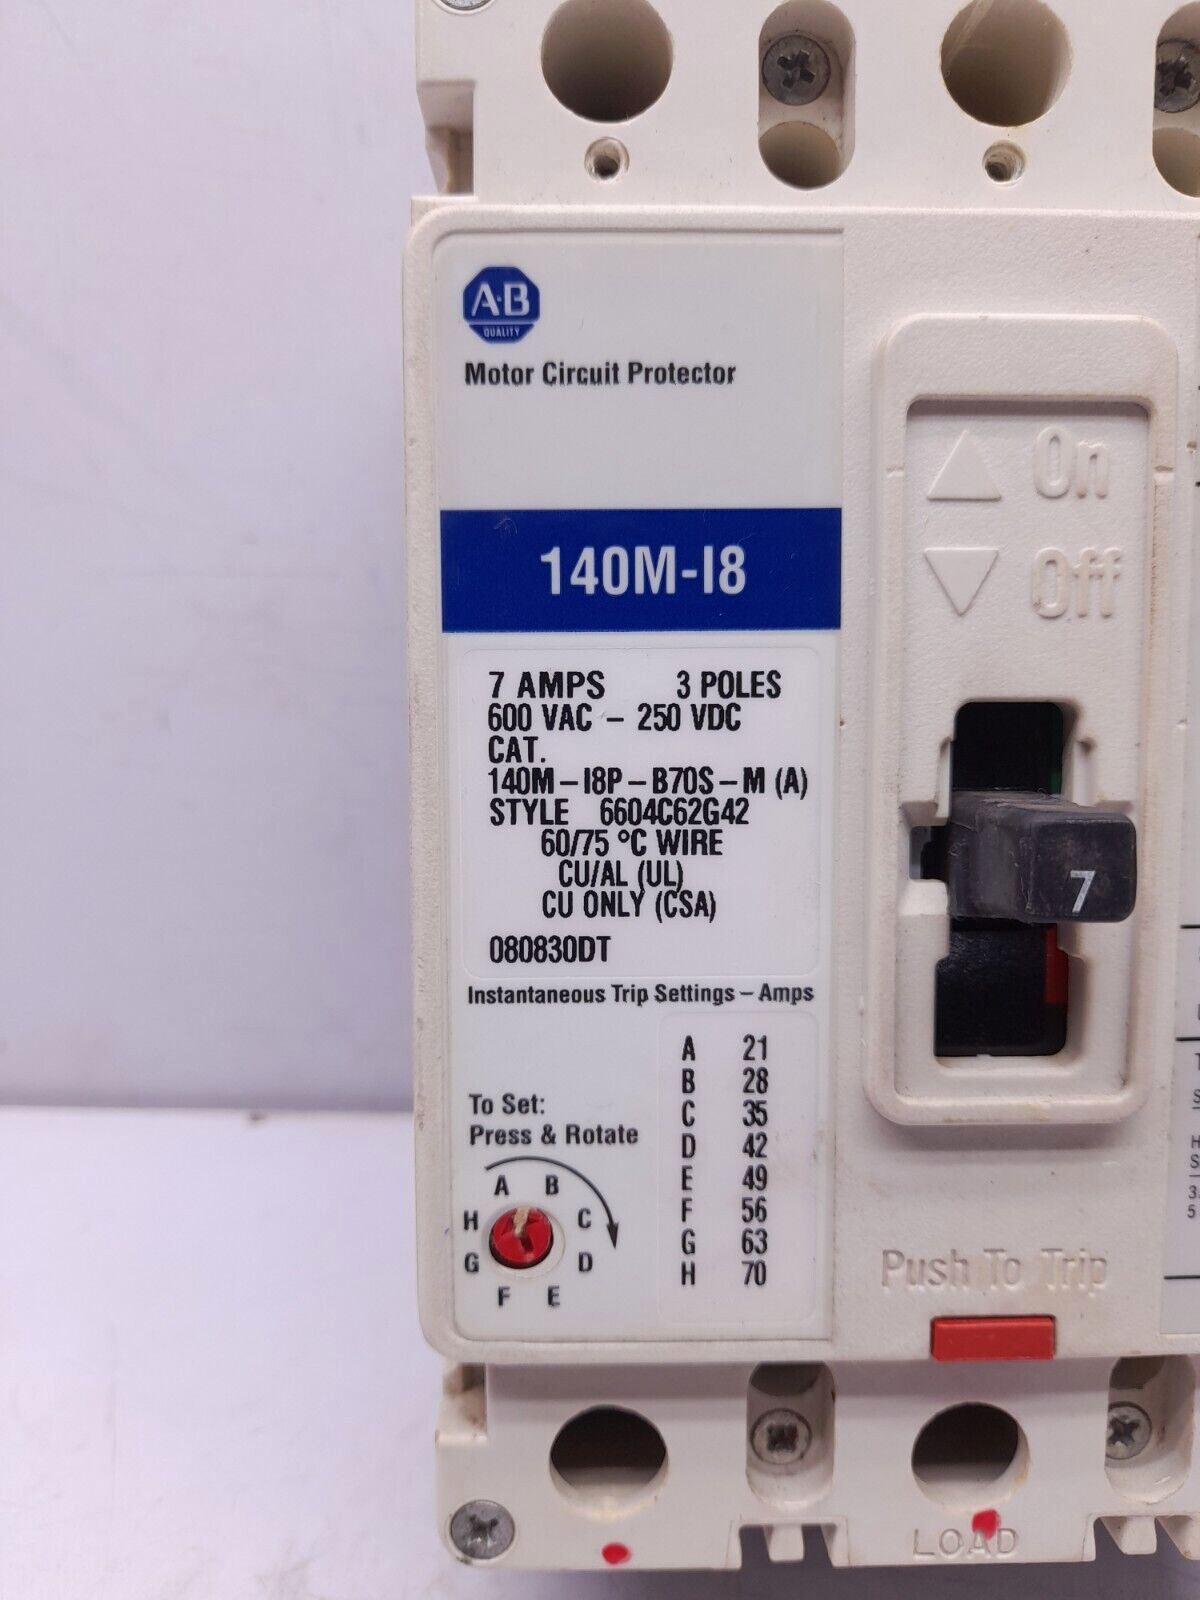 A·B
QUALITY
Motor Circuit Protector
140M-I8
7 AMPS 3 POLES
600 VAC – 250 VDC
CAT.
140M–I8P–B70S–M (A)
STYLE 6604C62G42
60/75 °C WIRE
CU/AL (UL)
CU ONLY (CSA)
080830DT
Instantaneous Trip Settings – Amps
A 21
B 28
C 35
D 42
E 49
F 56
G 63
H 70
To Set:
Press & Rotate
A B
H C
G D
F E
On
Off
7
Push To Trip
LOAD